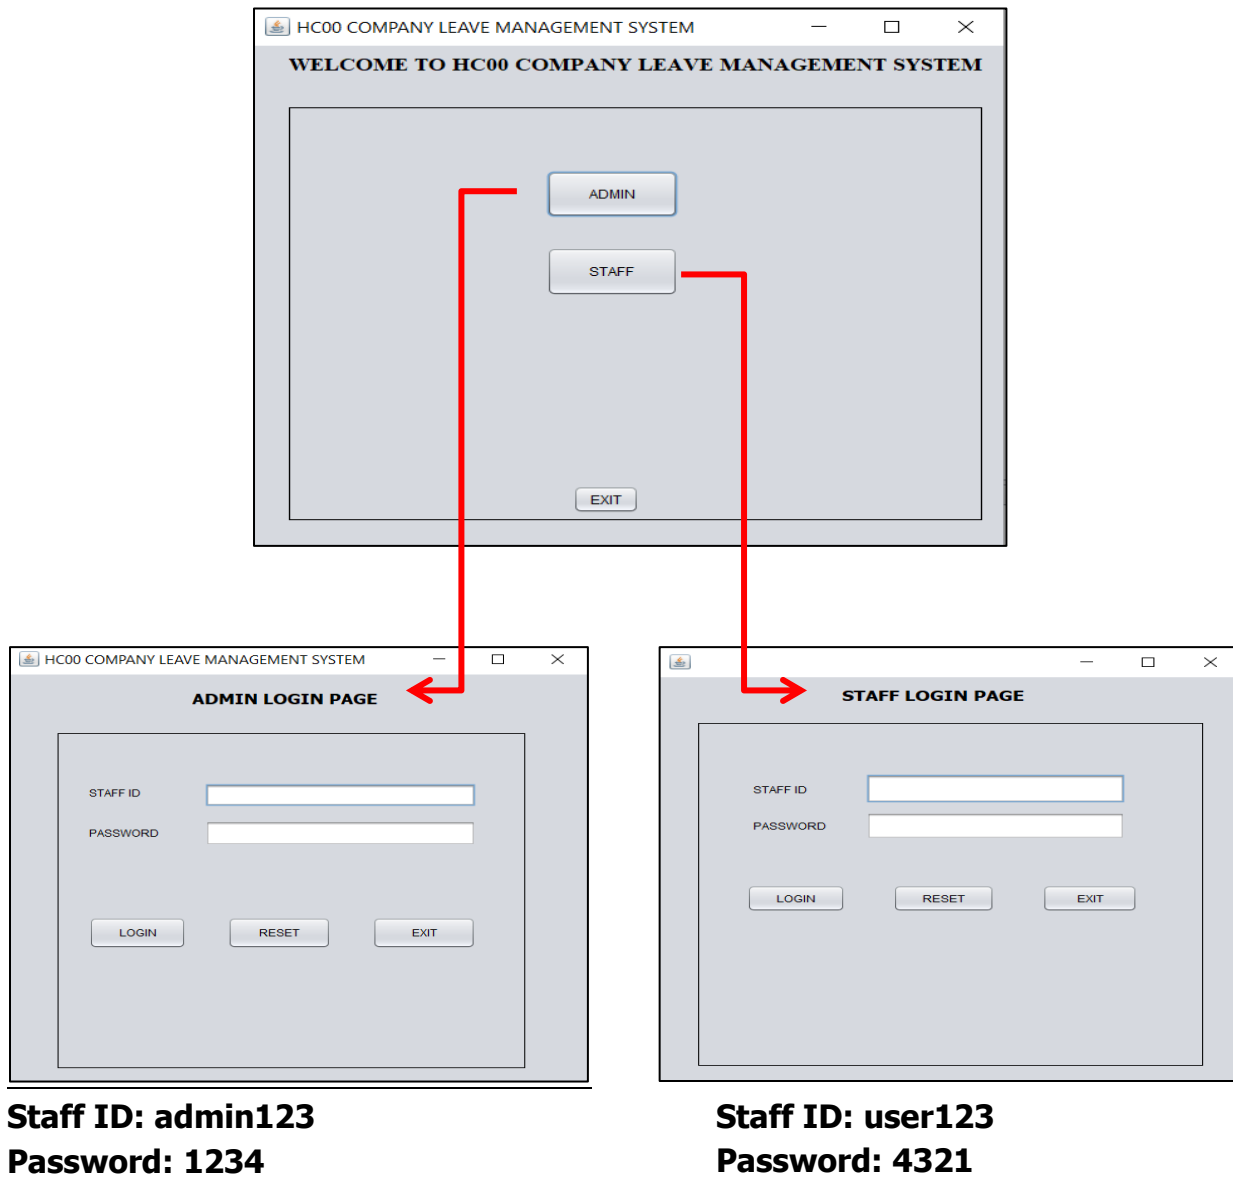 HC00 COMPANY LEAVE MANAGEMENT SYSTEM
WELCOME TO HC00 COMPANY LEAVE MANAGEMENT SYSTEM
ADMIN
STAFF
EXIT
HC00 COMPANY LEAVE MANAGEMENT SYSTEM
ADMIN LOGIN PAGE
STAFF ID
PASSWORD
LOGIN RESET EXIT
Staff ID: admin123
Password: 1234
STAFF LOGIN PAGE
STAFF ID
PASSWORD
LOGIN RESET EXIT
Staff ID: user123
Password: 4321